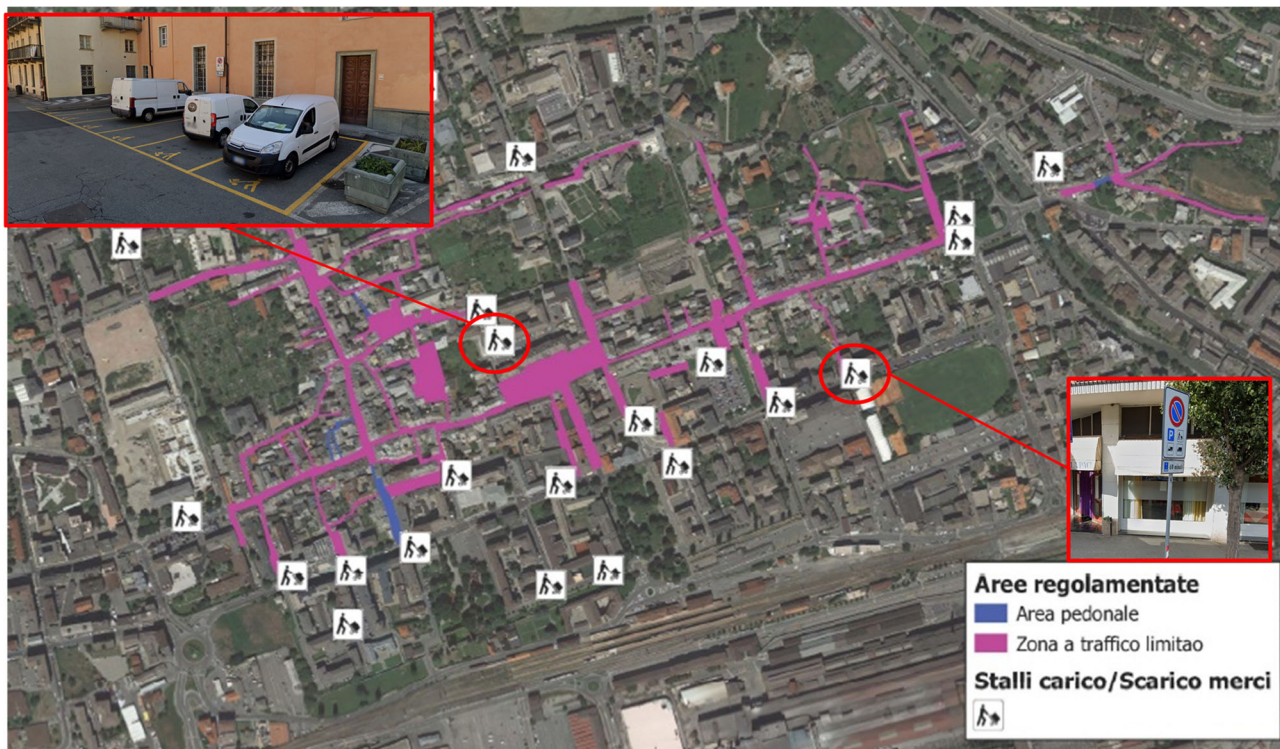 Aree regolamentate
Area pedonale
Zona a traffico limitao
Stalli carico/Scarico merci
P